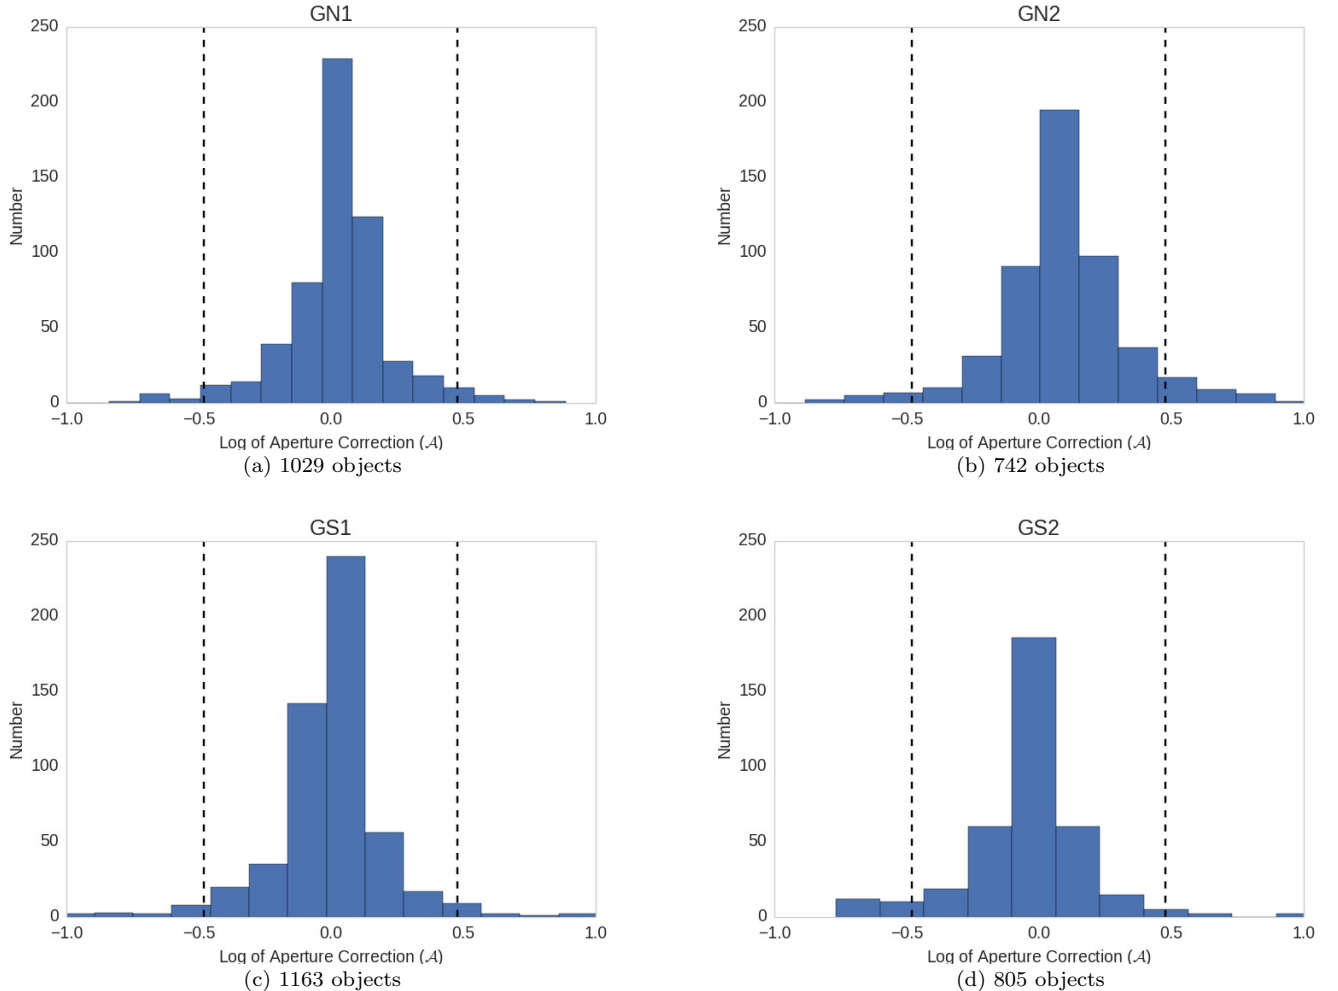 GN1
250
200
150
100
50
0
Number
−1.0 −0.5 0.0 0.5 1.0
Log of Aperture Correction (𝒜)
(a) 1029 objects
GN2
250
200
150
100
50
0
Number
−1.0 −0.5 0.0 0.5 1.0
Log of Aperture Correction (𝒜)
(b) 742 objects
GS1
250
200
150
100
50
0
Number
−1.0 −0.5 0.0 0.5 1.0
Log of Aperture Correction (𝒜)
(c) 1163 objects
GS2
250
200
150
100
50
0
Number
−1.0 −0.5 0.0 0.5 1.0
Log of Aperture Correction (𝒜)
(d) 805 objects